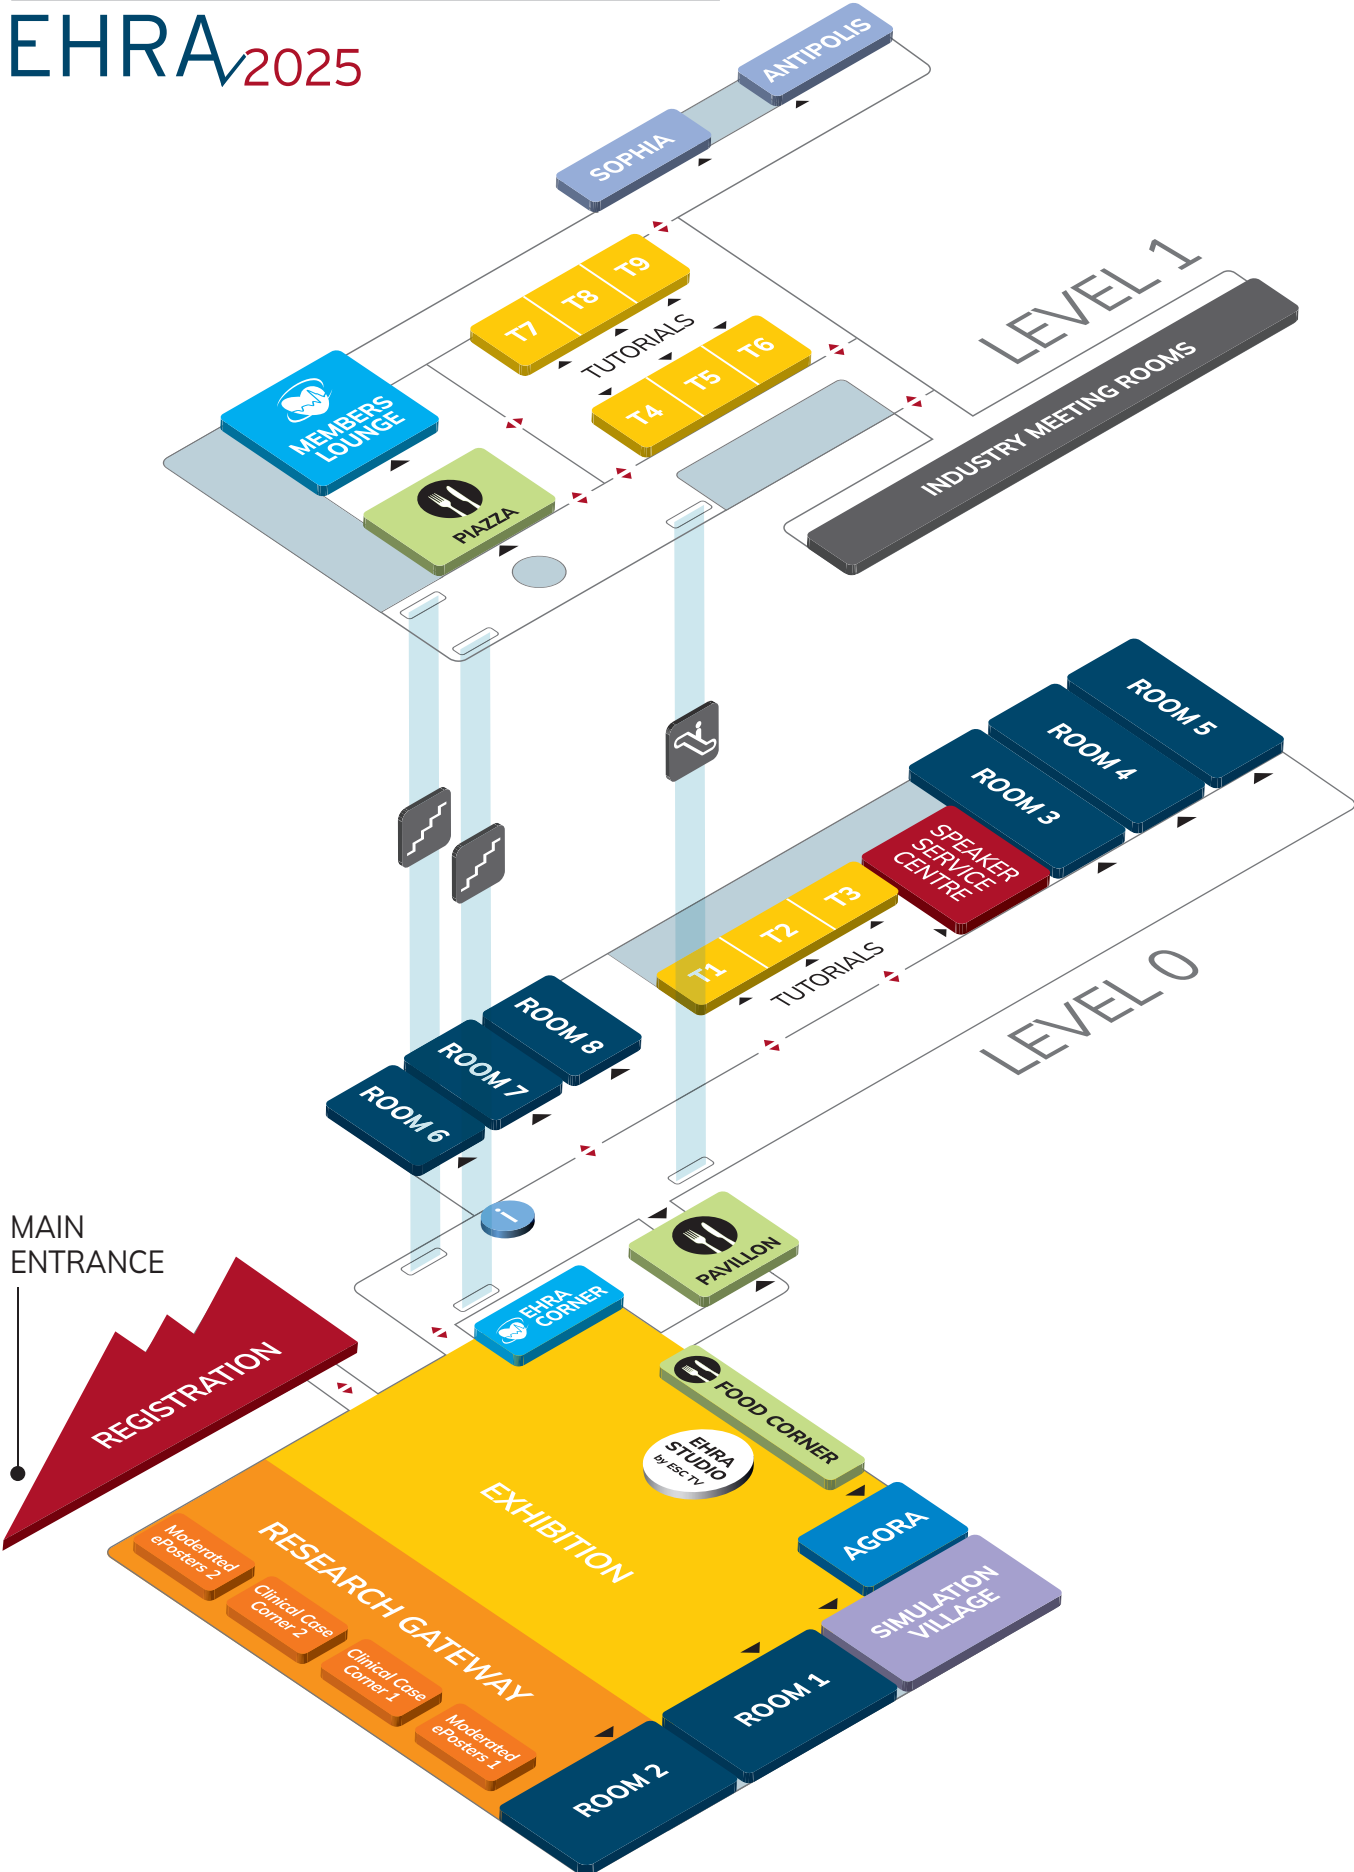 EHRA 2025
ANTIPOLIS
SOPHIA
LEVEL 1
T9
T8
T7
TUTORIALS
T6
T5
T4
INDUSTRY MEETING ROOMS
MEMBERS
LOUNGE
PIAZZA
ROOM 5
ROOM 4
ROOM 3
SPEAKER
SERVICE
CENTRE
T3
T2
T1
TUTORIALS
LEVEL 0
ROOM 8
ROOM 7
ROOM 6
i
PAVILLON
MAIN
ENTRANCE
REGISTRATION
EHRA
CORNER
FOOD CORNER
EHRA
STUDIO
by ESC TV
EXHIBITION
AGORA
SIMULATION
VILLAGE
RESEARCH GATEWAY
Moderated
ePosters 2
Clinical Case
Corner 2
Clinical Case
Corner 1
Moderated
ePosters 1
ROOM 1
ROOM 2